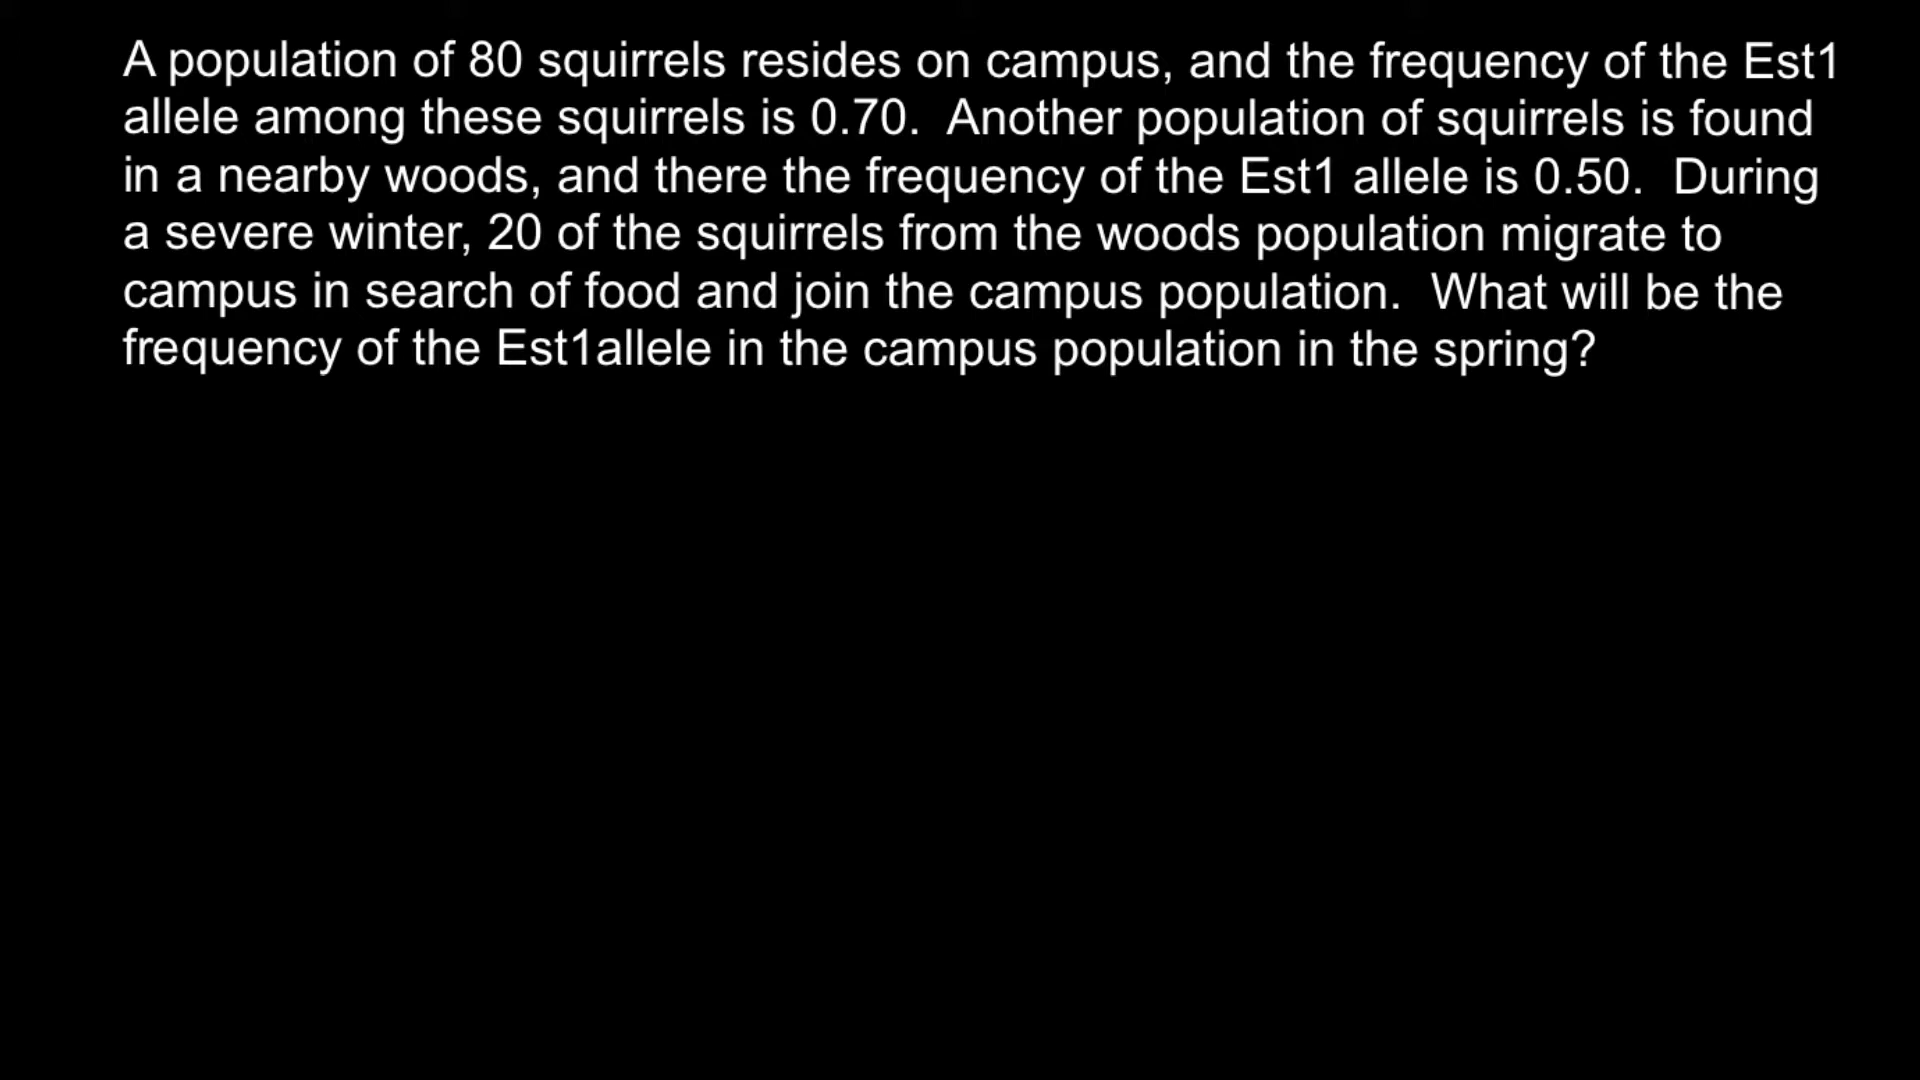 A population of 80 squirrels resides on campus, and the frequency of the Est1
allele among these squirrels is 0.70.  Another population of squirrels is found
in a nearby woods, and there the frequency of the Est1 allele is 0.50.  During
a severe winter, 20 of the squirrels from the woods population migrate to
campus in search of food and join the campus population.  What will be the
frequency of the Est1allele in the campus population in the spring?